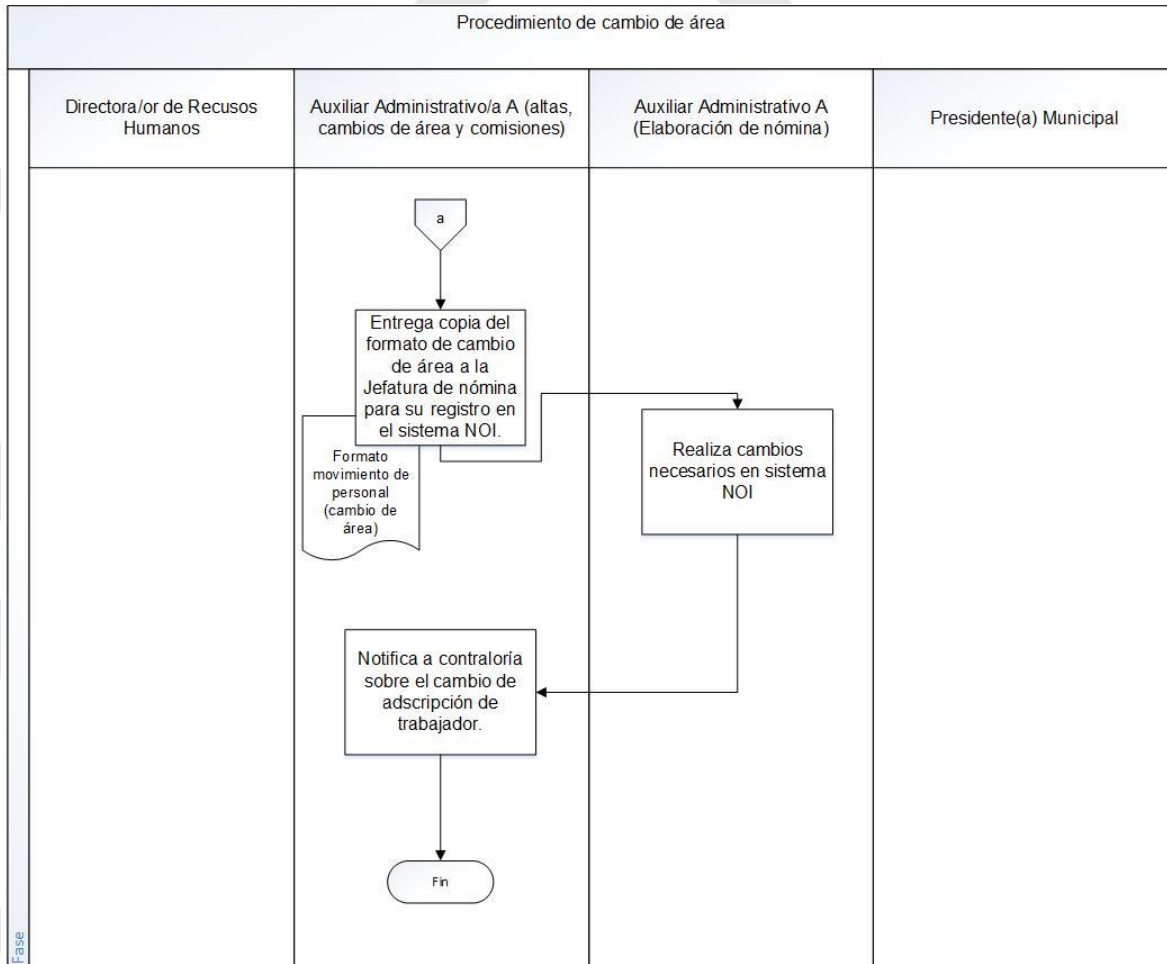 Procedimiento de cambio de área
Directora/or de Recusos
Humanos
Auxiliar Administrativo/a A (altas,
cambios de área y comisiones)
Auxiliar Administrativo A
(Elaboración de nómina)
Presidente(a) Municipal
a
Entrega copia del
formato de cambio
de área a la
Jefatura de nómina
para su registro en
el sistema NOI.
Formato
movimiento de
personal
(cambio de
área)
Realiza cambios
necesarios en sistema
NOI
Notifica a contraloría
sobre el cambio de
adscripción de
trabajador.
Fin
Fase